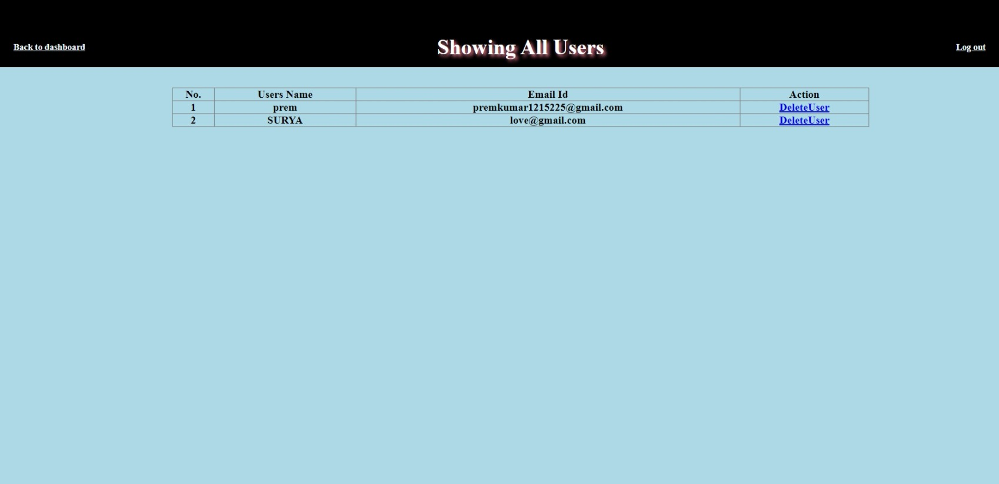 Back to dashboard Showing All Users Log out
No. Users Name Email Id Action
1 prem premkumar1215225@gmail.com DeleteUser
2 SURYA love@gmail.com DeleteUser